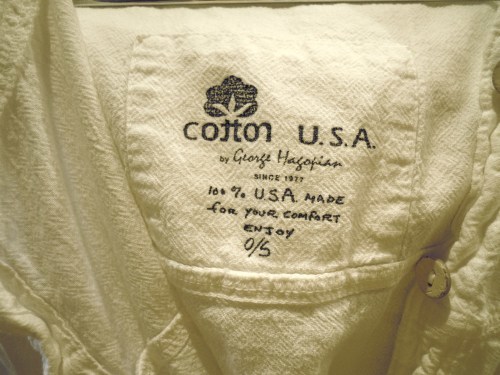 cotton U.S.A.
by George Hagopian
SINCE 1977
100% U.S.A. MADE
for YOUR COMFORT
ENJOY
O/S